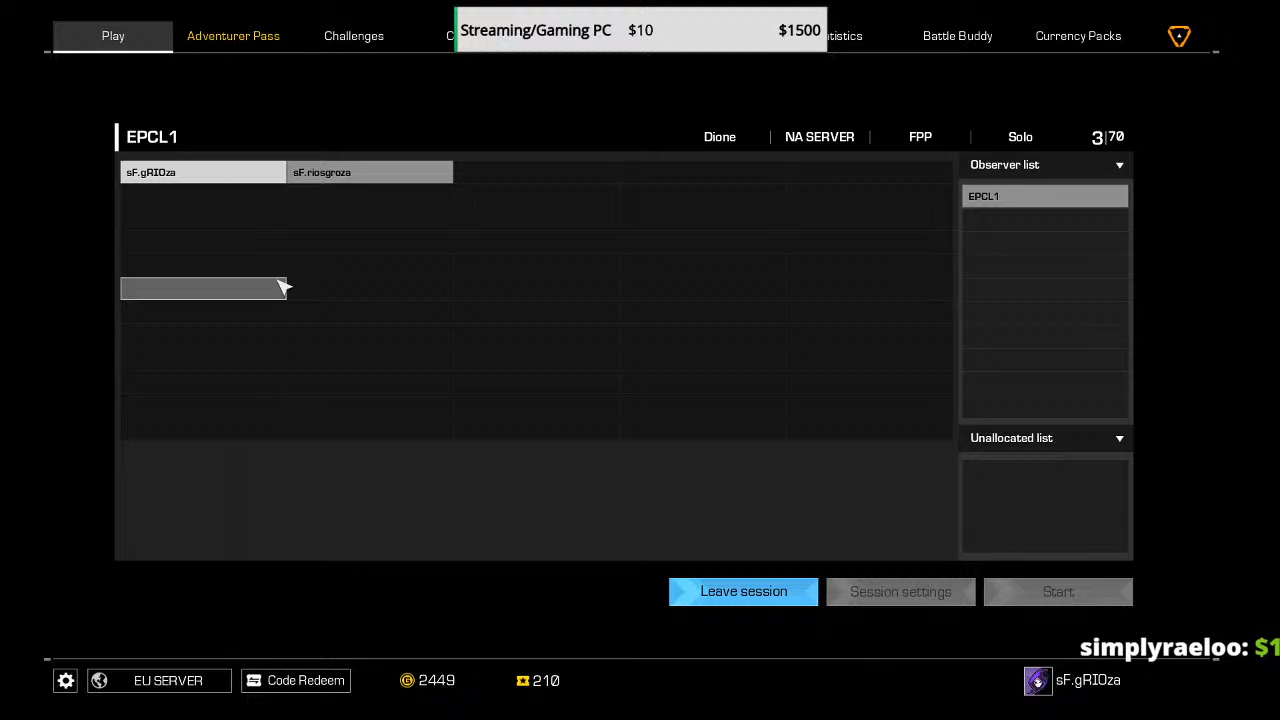 Play
Adventurer Pass
Challenges
C
Streaming/Gaming PC $10 $1500
tistics
Battle Buddy
Currency Packs
EPCL1
Dione | NA SERVER | FPP | Solo 3|70
sF.gRIOza
sF.riosgroza
Observer list
EPCL1
Unallocated list
Leave session
Session settings
Start
simplyraeloo: $1
EU SERVER
Code Redeem
2449
210
sF.gRIOza